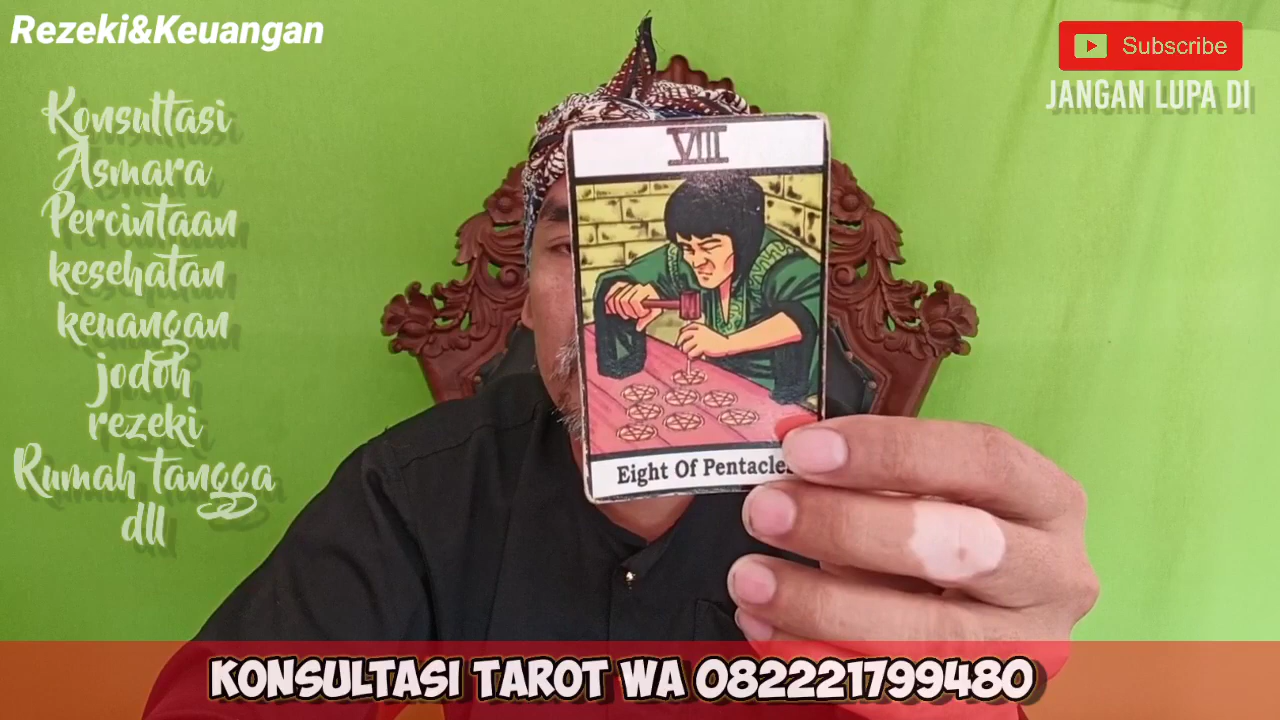 Rezeki&Keuangan
Subscribe
JANGAN LUPA DI
Konsultasi
Asmara
Percintaan
kesehatan
keuangan
jodoh
rezeki
Rumah tangga
dll
VIII
Eight Of Pentacles
KONSULTASI TAROT WA 082221799480